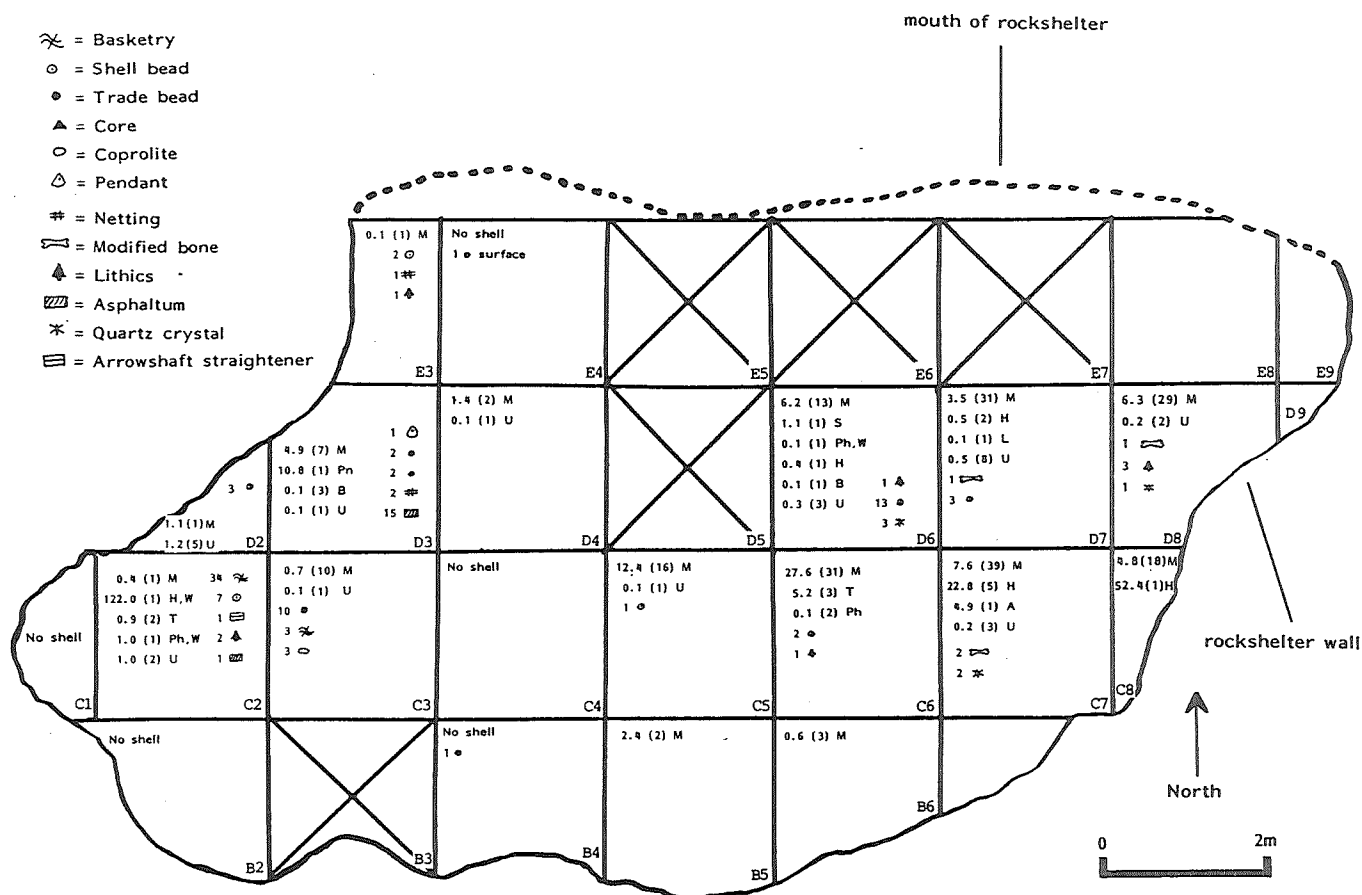 mouth of rockshelter
= Basketry
= Shell bead
= Trade bead
= Core
= Coprolite
= Pendant
= Netting
= Modified bone
= Lithics
= Asphaltum
= Quartz crystal
= Arrowshaft straightener
0.1 (1) M
2
1
1
E3
No shell
1 surface
E4
E5
E6
E7
E8
E9
3
1.1 (1) M
1.2 (5) U
D2
4.9 (7) M
10.8 (1) Pn
0.1 (3) B
0.1 (1) U
1
2
2
2
15
D3
1.4 (2) M
0.1 (1) U
D4
D5
6.2 (13) M
1.1 (1) S
0.1 (1) Ph,W
0.4 (1) H
0.1 (1) B
0.3 (3) U
1
13
3
D6
3.5 (31) M
0.5 (2) H
0.1 (1) L
0.5 (8) U
1
3
D7
6.3 (29) M
0.2 (2) U
1
3
1
D8
D9
No shell
C1
0.4 (1) M 34
122.0 (1) H,W 7
0.9 (2) T 1
1.0 (1) Ph,W 2
1.0 (2) U 1
C2
0.7 (10) M
0.1 (1) U
10
3
3
C3
No shell
C4
12.4 (16) M
0.1 (1) U
1
C5
27.6 (31) M
5.2 (3) T
0.1 (2) Ph
2
1
C6
7.6 (39) M
22.8 (5) H
4.9 (1) A
0.2 (3) U
2
2
C7
4.8 (18) M
52.4 (1) H
C8
rockshelter wall
No shell
B2
B3
No shell
1
B4
2.4 (2) M
B5
0.6 (3) M
B6
North
0 2m